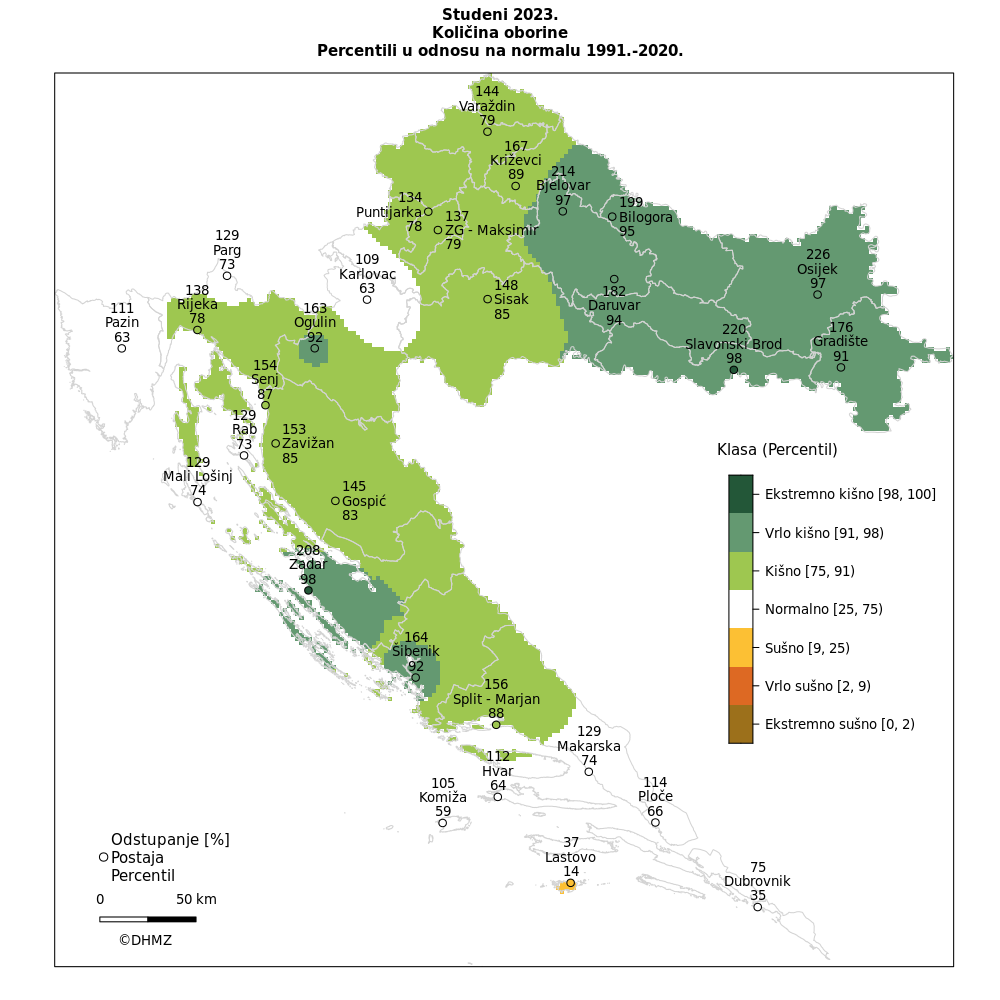 Studeni 2023.
Količina oborine
Percentili u odnosu na normalu 1991.-2020.
144
Varaždin
79
167
Križevci
89
214
Bjelovar
97
134
Puntijarka
78
137
ZG - Maksimir
79
199
Bilogora
95
129
Parg
73
109
Karlovac
63
226
Osijek
97
138
Rijeka
78
111
Pazin
63
163
Ogulin
92
148
Sisak
85
182
Daruvar
94
220
Slavonski Brod
98
176
Gradište
91
154
Senj
87
129
Rab
73
153
Zavižan
85
129
Mali Lošinj
74
145
Gospić
83
208
Zadar
98
164
Šibenik
92
156
Split - Marjan
88
129
Makarska
74
112
Hvar
64
105
Komiža
59
114
Ploče
66
37
Lastovo
14
75
Dubrovnik
35
Klasa (Percentil)
Ekstremno kišno [98, 100]
Vrlo kišno [91, 98)
Kišno [75, 91)
Normalno [25, 75)
Sušno [9, 25)
Vrlo sušno [2, 9)
Ekstremno sušno [0, 2)
Odstupanje [%]
Postaja
Percentil
0 50 km
©DHMZ